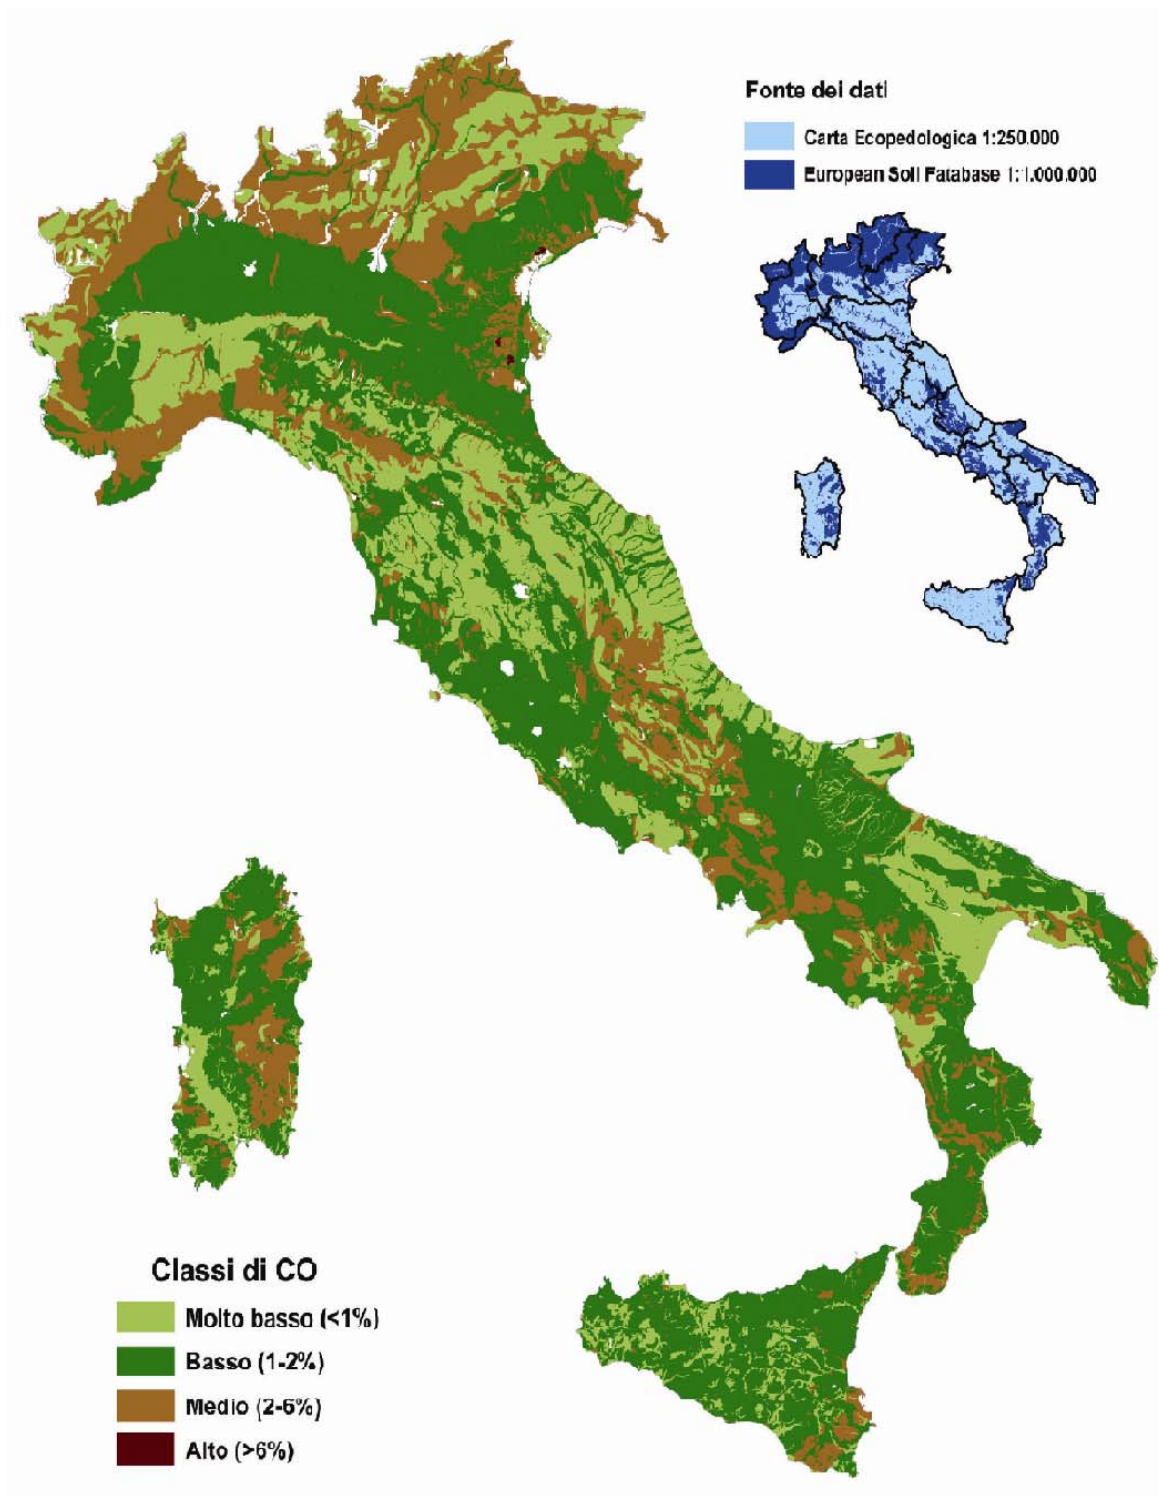 Fonte dei dati
Carta Ecopedologica 1:250.000
European Soil Fatabase 1:1.000.000
Classi di CO
Molto basso (<1%)
Basso (1-2%)
Medio (2-6%)
Alto (>6%)